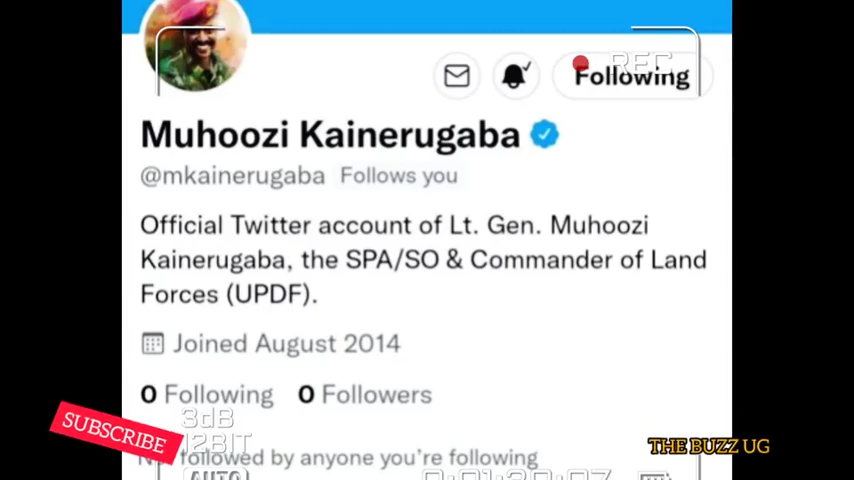 REC
Following
Muhoozi Kainerugaba
@mkainerugaba Follows you
Official Twitter account of Lt. Gen. Muhoozi
Kainerugaba, the SPA/SO & Commander of Land
Forces (UPDF).
Joined August 2014
0 Following 0 Followers
SUBSCRIBE
3dB
12BIT
THE BUZZ UG
followed by anyone you're following
AUTO